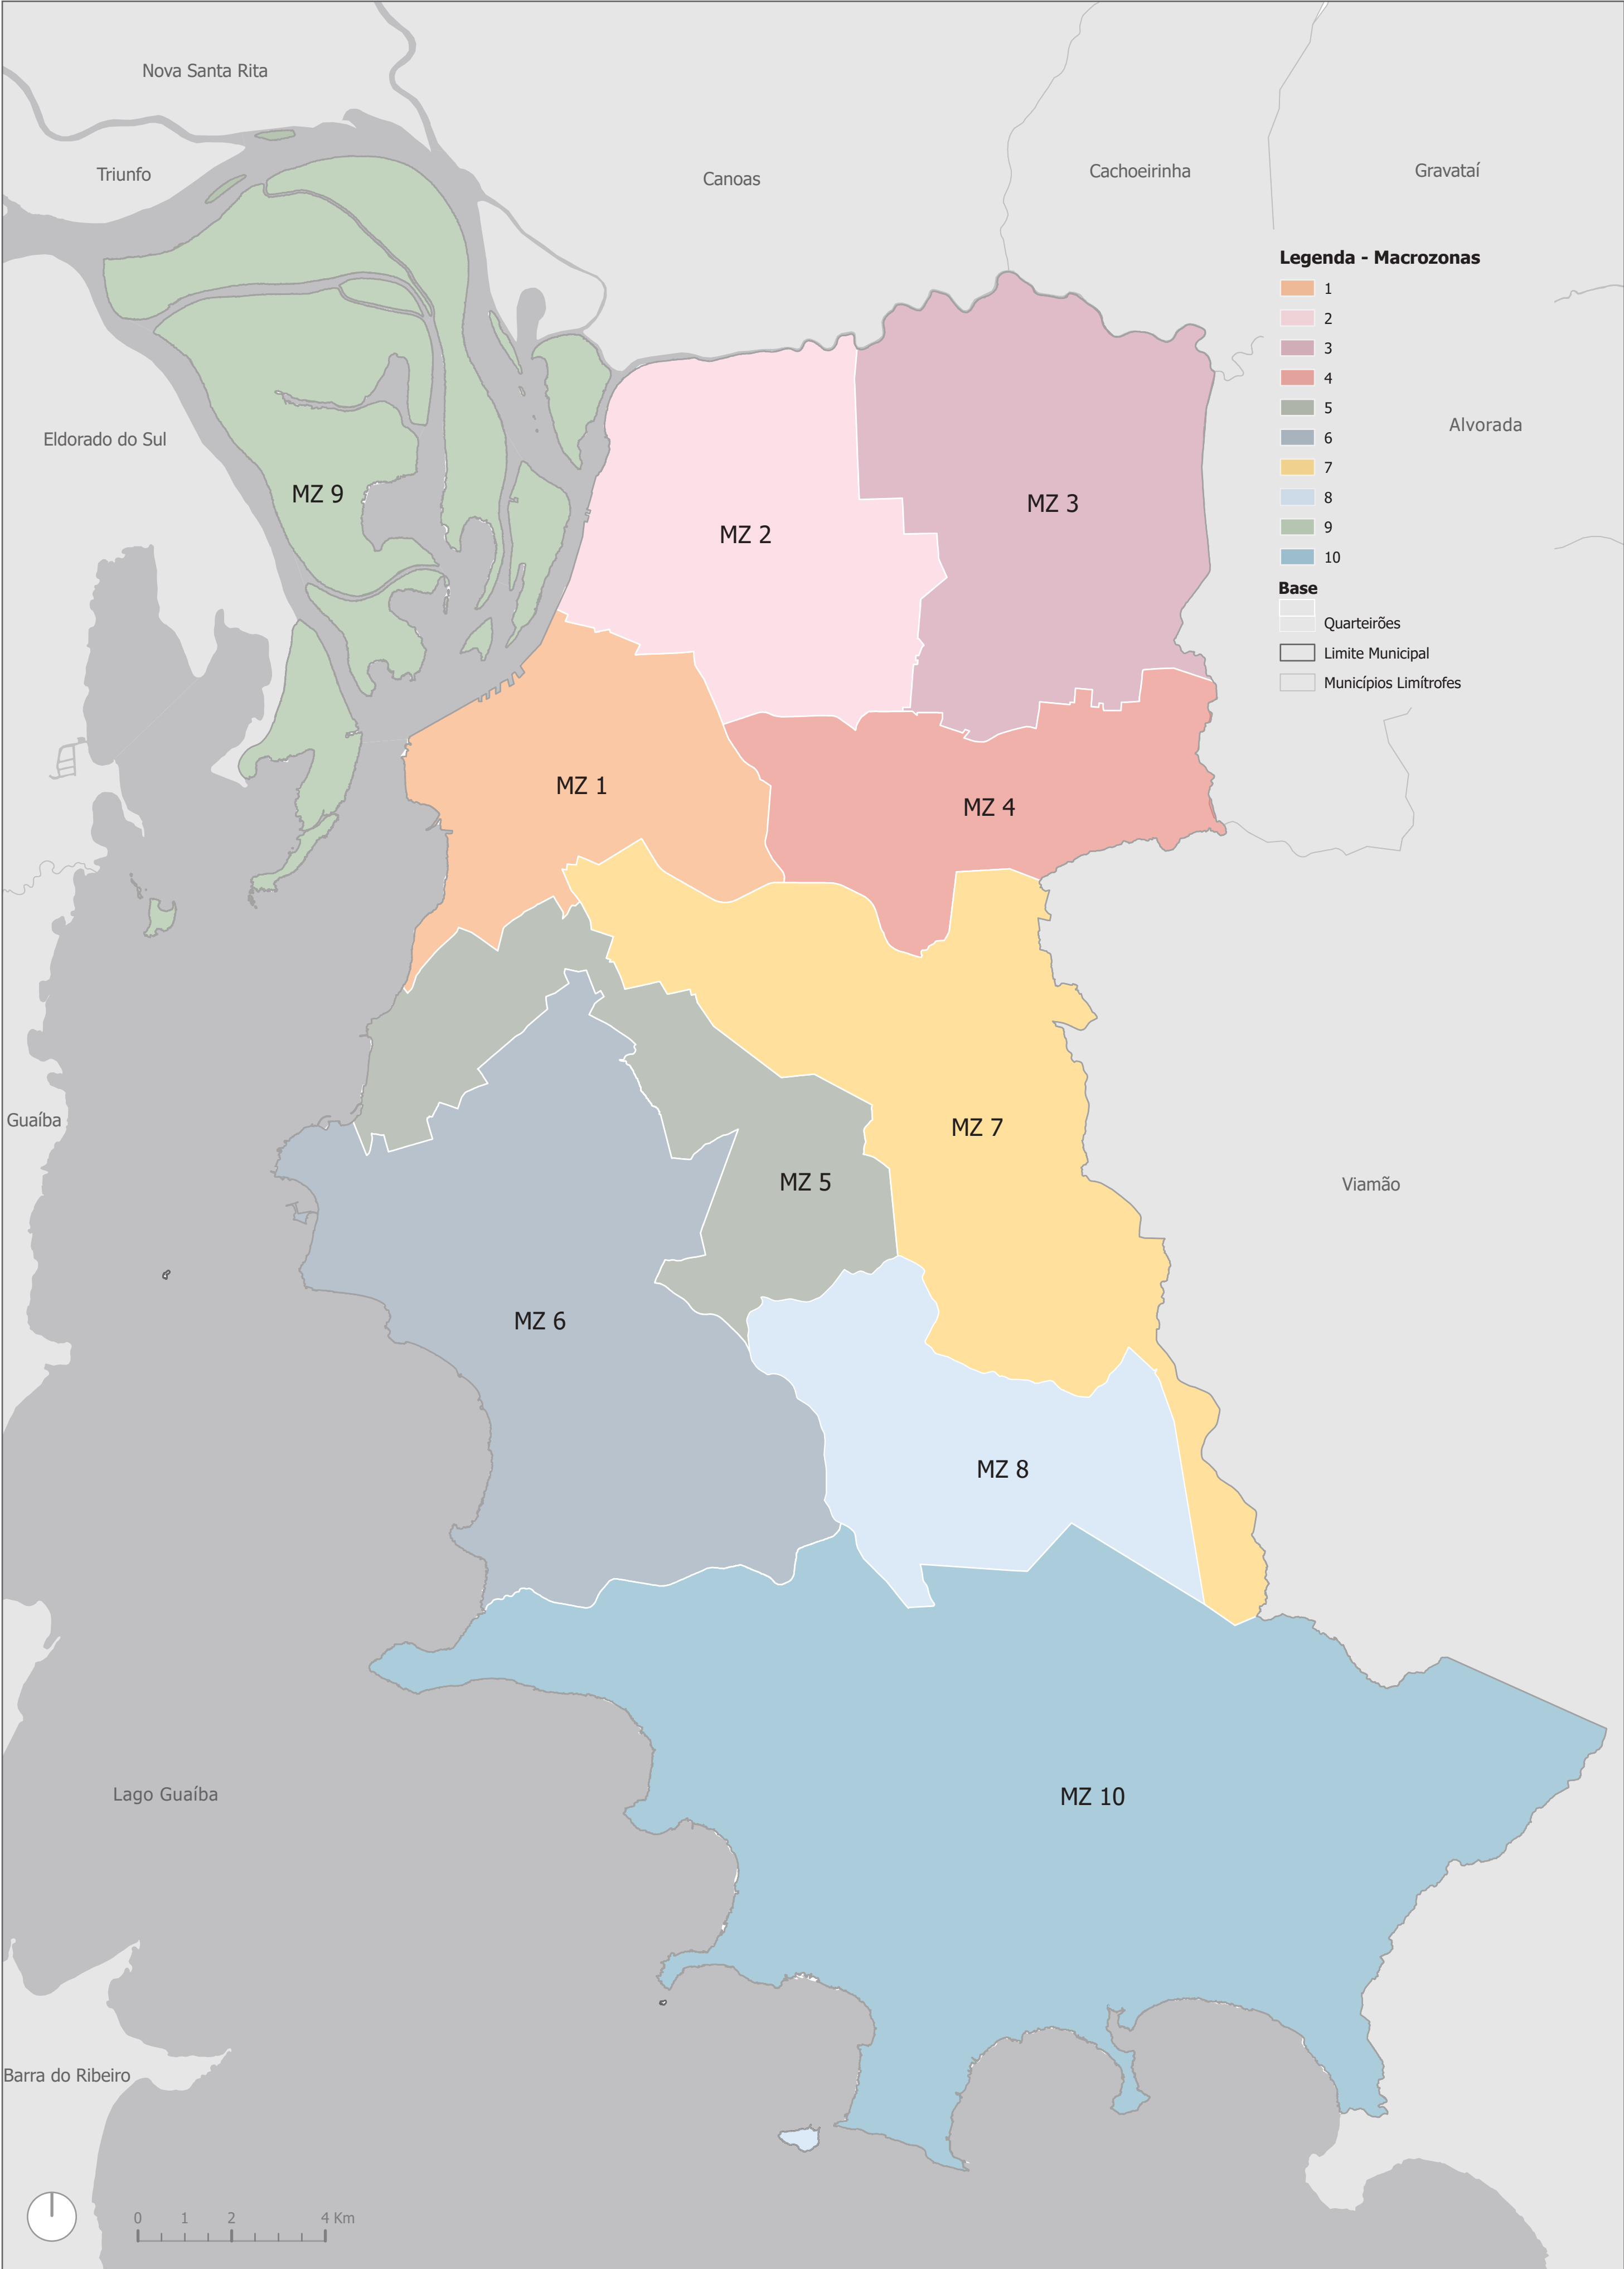 Nova Santa Rita
Triunfo
Canoas
Cachoeirinha
Gravataí
Legenda - Macrozonas
1
2
3
4
5
6
7
8
9
10
Base
Quarteirões
Limite Municipal
Municípios Limítrofes
Alvorada
Eldorado do Sul
MZ 9
MZ 2
MZ 3
MZ 1
MZ 4
Guaíba
MZ 7
MZ 5
Viamão
MZ 6
MZ 8
Lago Guaíba
MZ 10
Barra do Ribeiro
0 1 2 4 Km